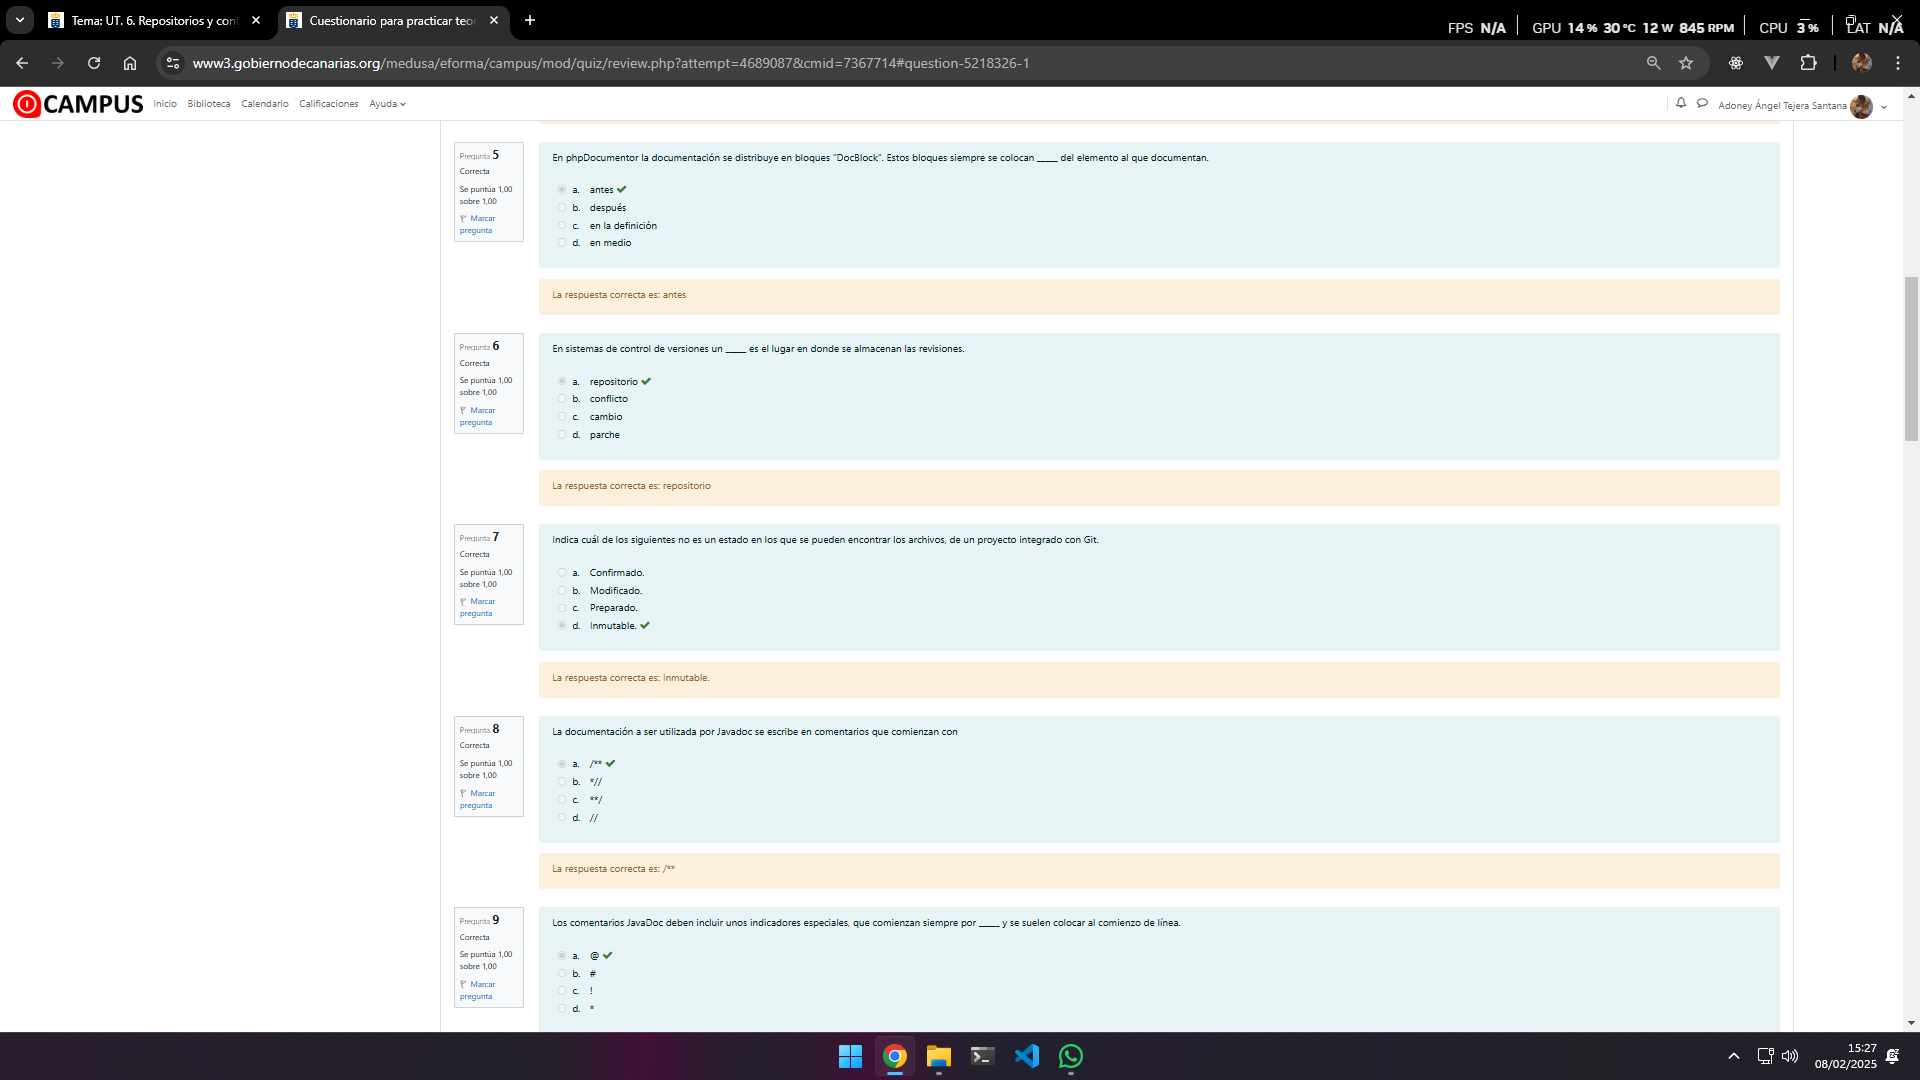 Tema: UT. 6. Repositorios y con
Cuestionario para practicar teor
FPS N/A GPU 14 % 30 °C 12 W 845 RPM CPU 3 % LAT N/A
www3.gobiernodecanarias.org/medusa/eforma/campus/mod/quiz/review.php?attempt=4689087&cmid=7367714#question-5218326-1
CAMPUS Inicio Biblioteca Calendario Calificaciones Ayuda
Adoney Ángel Tejera Santana
Pregunta 5
Correcta
Se puntúa 1,00
sobre 1,00
Marcar
pregunta
En phpDocumentor la documentación se distribuye en bloques "DocBlock". Estos bloques siempre se colocan _____ del elemento al que documentan.
a. antes
b. después
c. en la definición
d. en medio
La respuesta correcta es: antes
Pregunta 6
Correcta
Se puntúa 1,00
sobre 1,00
Marcar
pregunta
En sistemas de control de versiones un _____ es el lugar en donde se almacenan las revisiones.
a. repositorio
b. conflicto
c. cambio
d. parche
La respuesta correcta es: repositorio
Pregunta 7
Correcta
Se puntúa 1,00
sobre 1,00
Marcar
pregunta
Indica cuál de los siguientes no es un estado en los que se pueden encontrar los archivos, de un proyecto integrado con Git.
a. Confirmado.
b. Modificado.
c. Preparado.
d. Inmutable.
La respuesta correcta es: Inmutable.
Pregunta 8
Correcta
Se puntúa 1,00
sobre 1,00
Marcar
pregunta
La documentación a ser utilizada por Javadoc se escribe en comentarios que comienzan con
a. /**
b. *//
c. **/
d. //
La respuesta correcta es: /**
Pregunta 9
Correcta
Se puntúa 1,00
sobre 1,00
Marcar
pregunta
Los comentarios JavaDoc deben incluir unos indicadores especiales, que comienzan siempre por _____ y se suelen colocar al comienzo de línea.
a. @
b. #
c. !
d. *
15:27
08/02/2025